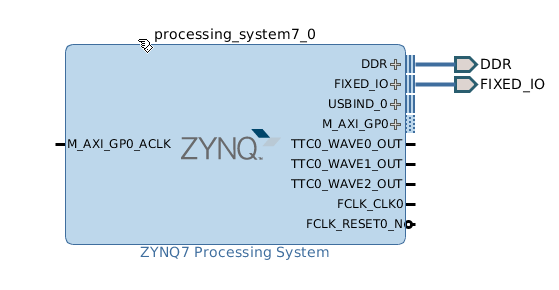 processing_system7_0
DDR
DDR
FIXED_IO
FIXED_IO
USBIND_0
M_AXI_GP0
M_AXI_GP0_ACLK
ZYNQ
TTC0_WAVE0_OUT
TTC0_WAVE1_OUT
TTC0_WAVE2_OUT
FCLK_CLK0
FCLK_RESET0_N
ZYNQ7 Processing System